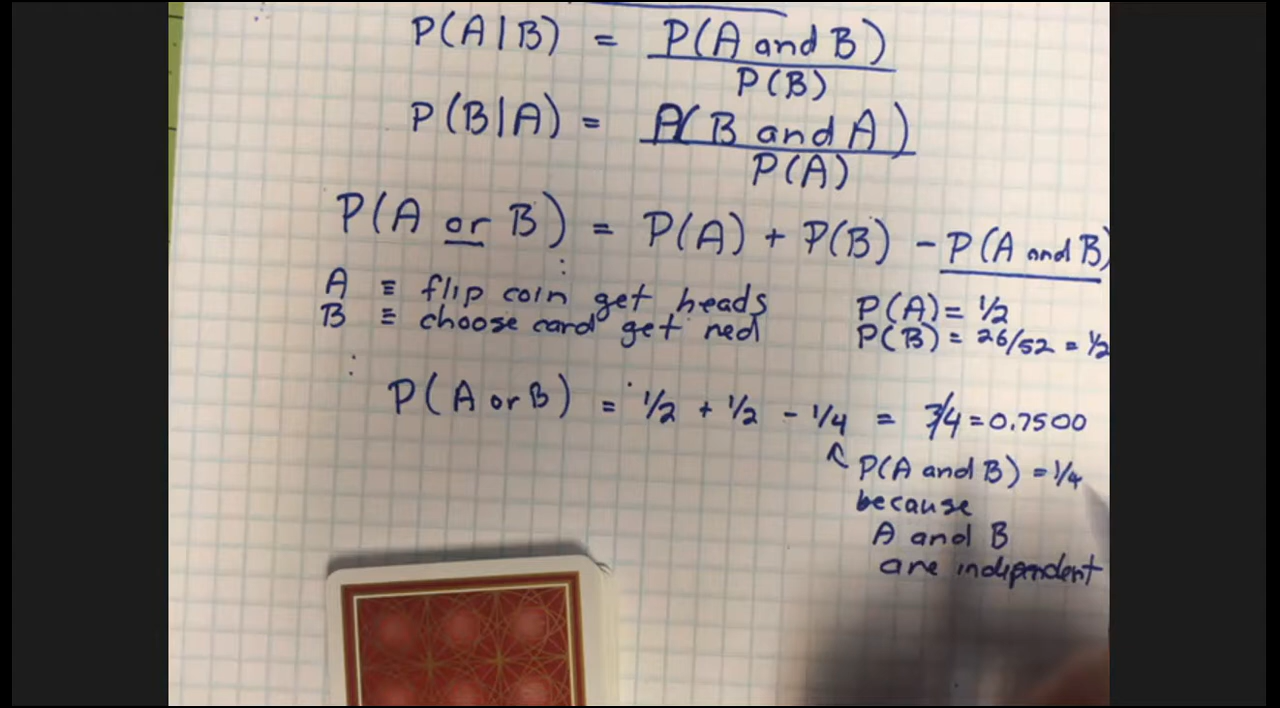 P(A|B) = P(A and B)
P(B)
P(B|A) = P(B and A)
P(A)
P(A or B) = P(A) + P(B) - P(A and B)
A ≡ flip coin get heads
P(A) = 1/2
B ≡ choose card get red
P(B) = 26/52 = 1/2
P(A or B) = 1/2 + 1/2 - 1/4 = 3/4 = 0.7500
P(A and B) = 1/4
because
A and B
are independent